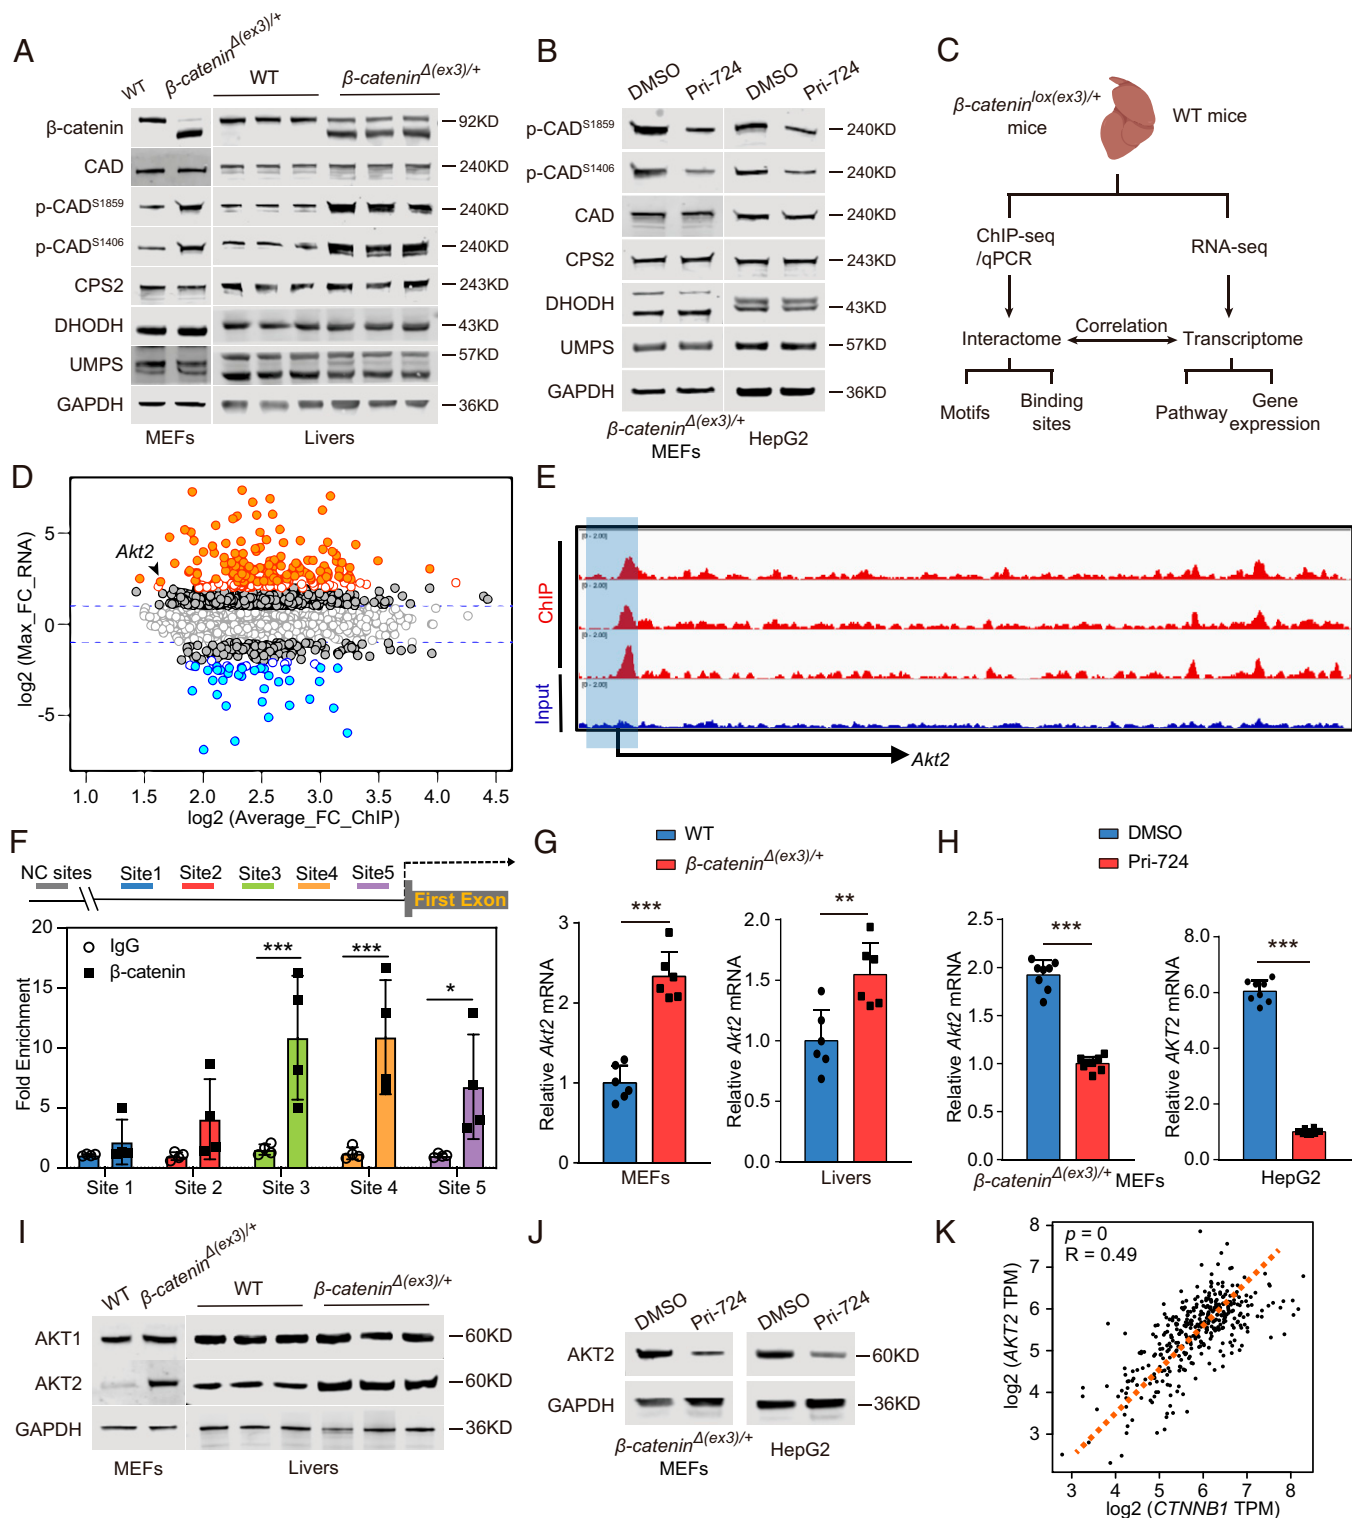 A
WT
β-catenin^Δ(ex3)/+
WT
β-catenin^Δ(ex3)/+
β-catenin
92KD
CAD
240KD
p-CAD^S1859
240KD
p-CAD^S1406
240KD
CPS2
243KD
DHODH
43KD
UMPS
57KD
GAPDH
36KD
MEFs
Livers
B
DMSO
Pri-724
DMSO
Pri-724
p-CAD^S1859
240KD
p-CAD^S1406
240KD
CAD
240KD
CPS2
243KD
DHODH
43KD
UMPS
57KD
GAPDH
36KD
β-catenin^Δ(ex3)/+
MEFs
HepG2
C
β-catenin^lox(ex3)/+
mice
WT mice
ChIP-seq
/qPCR
RNA-seq
Interactome
Correlation
Transcriptome
Motifs
Binding
sites
Pathway
Gene
expression
D
log2 (Max_FC_RNA)
5
0
-5
Akt2
1.0 1.5 2.0 2.5 3.0 3.5 4.0 4.5
log2 (Average_FC_ChIP)
E
ChIP
Input
[0 - 2.00]
[0 - 2.00]
[0 - 2.00]
[0 - 2.00]
Akt2
F
NC sites
Site1
Site2
Site3
Site4
Site5
First Exon
Fold Enrichment
20
15
10
5
0
IgG
β-catenin
***
***
*
Site 1
Site 2
Site 3
Site 4
Site 5
G
WT
β-catenin^Δ(ex3)/+
Relative Akt2 mRNA
3
2
1
0
***
MEFs
Relative Akt2 mRNA
2.0
1.5
1.0
0.5
0.0
**
Livers
H
DMSO
Pri-724
Relative Akt2 mRNA
2.5
2.0
1.5
1.0
0.5
0.0
***
β-catenin^Δ(ex3)/+ MEFs
Relative AKT2 mRNA
8.0
6.0
4.0
2.0
0.0
***
HepG2
I
WT
β-catenin^Δ(ex3)/+
WT
β-catenin^Δ(ex3)/+
AKT1
60KD
AKT2
60KD
GAPDH
36KD
MEFs
Livers
J
DMSO
Pri-724
DMSO
Pri-724
AKT2
60KD
GAPDH
36KD
β-catenin^Δ(ex3)/+
MEFs
HepG2
K
p = 0
R = 0.49
log2 (AKT2 TPM)
8
7
6
5
4
3
3 4 5 6 7 8
log2 (CTNNB1 TPM)